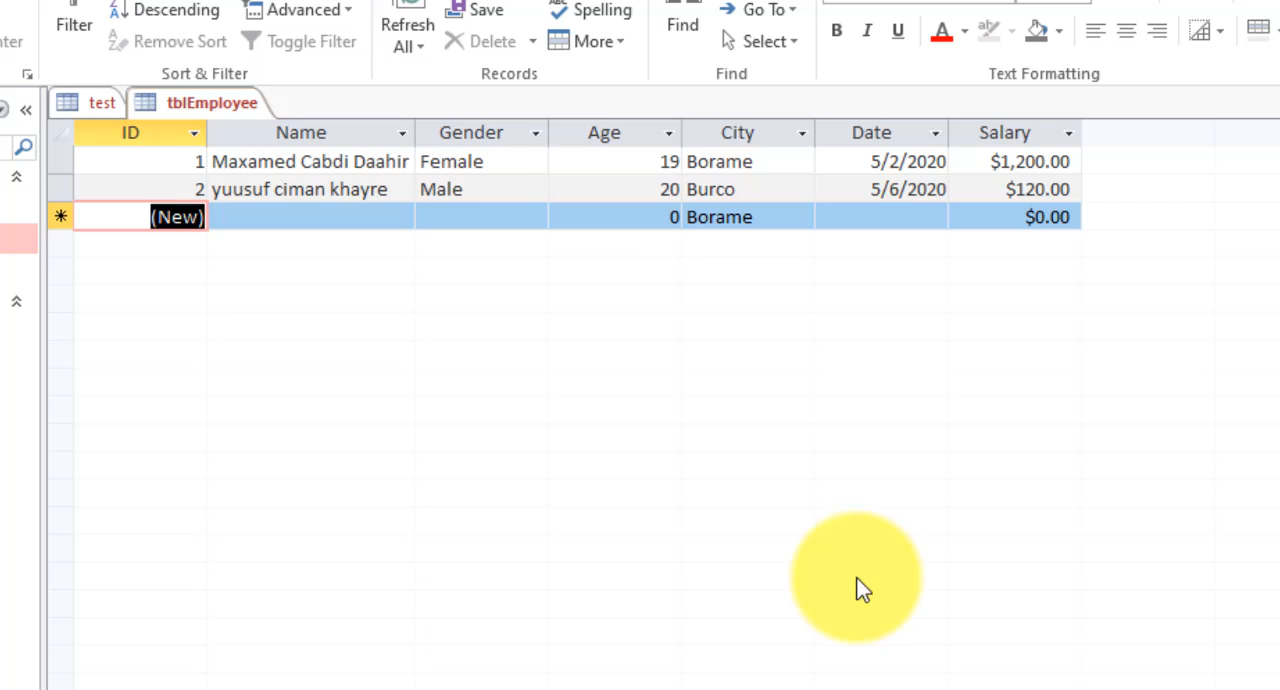 Filter
Descending
Advanced
Remove Sort
Toggle Filter
Sort & Filter
Refresh
All
Save
Delete
Spelling
More
Records
Find
Go To
Select
Find
B I U A
Text Formatting
test
tblEmployee
ID Name Gender Age City Date Salary
1 Maxamed Cabdi Daahir Female 19 Borame 5/2/2020 $1,200.00
2 yuusuf ciman khayre Male 20 Burco 5/6/2020 $120.00
(New) 0 Borame $0.00